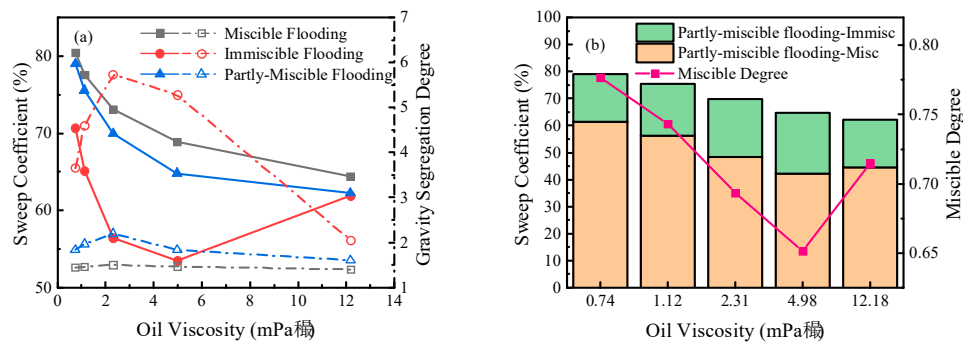 (a)
Miscible Flooding
Immiscible Flooding
Partly-Miscible Flooding
Sweep Coefficient (%)
80
70
60
50
Gravity Segregation Degree
7
6
5
4
3
2
1
0 2 4 6 8 10 12 14
Oil Viscosity (mPa穝)
(b)
Partly-miscible flooding-Immisc
Partly-miscible flooding-Misc
Miscible Degree
Sweep Coefficient (%)
100
90
80
70
60
50
40
30
20
10
0
Miscible Degree
0.80
0.75
0.70
0.65
0.74 1.12 2.31 4.98 12.18
Oil Viscosity (mPa穝)